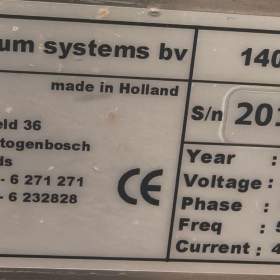 um systems bv
140
made in Holland
S/n 20
eld 36
togenbosch
ds
- 6 271 271
- 6 232828
CE
Year :
Voltage :
Phase :
Freq :
Current : 4